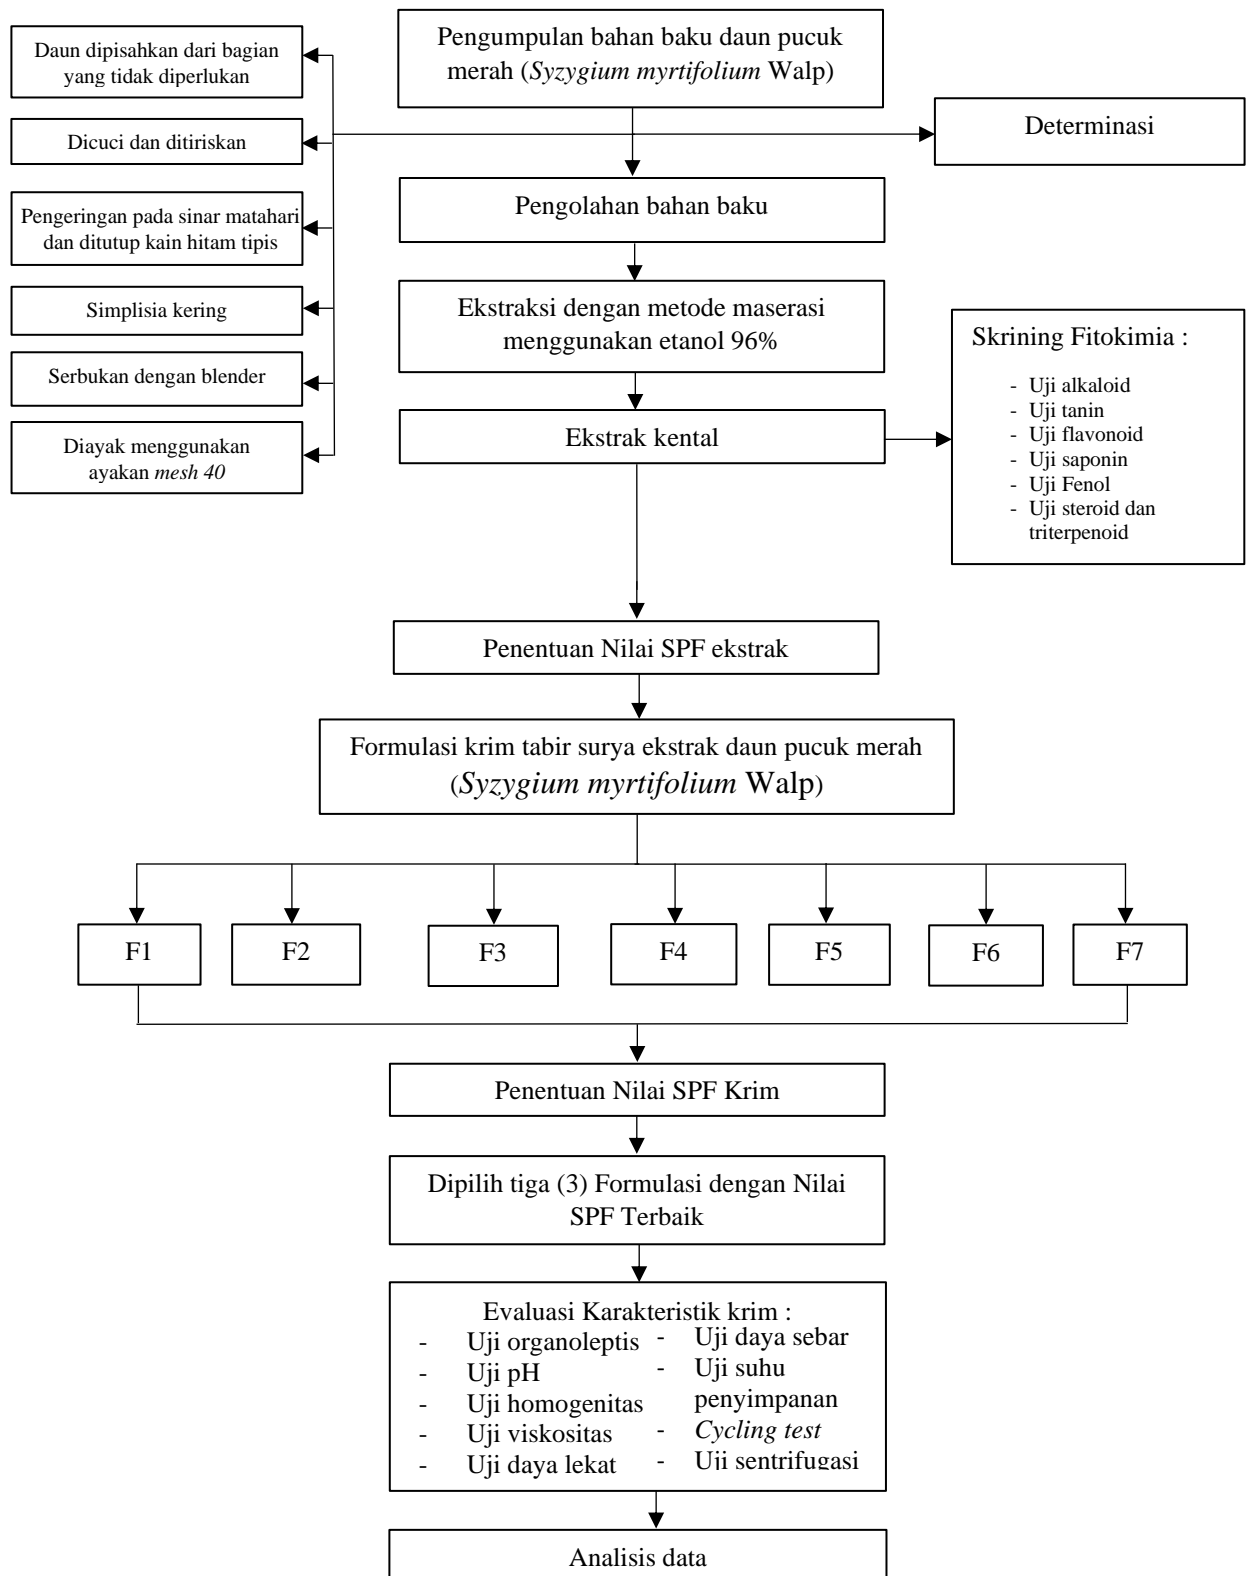 Pengumpulan bahan baku daun pucuk
merah (Syzygium myrtifolium Walp)
Daun dipisahkan dari bagian
yang tidak diperlukan
Determinasi
Dicuci dan ditiriskan
Pengolahan bahan baku
Pengeringan pada sinar matahari
dan ditutup kain hitam tipis
Ekstraksi dengan metode maserasi
menggunakan etanol 96%
Simplisia kering
Serbukan dengan blender
Diayak menggunakan
ayakan mesh 40
Ekstrak kental
Skrining Fitokimia :
- Uji alkaloid
- Uji tanin
- Uji flavonoid
- Uji saponin
- Uji Fenol
- Uji steroid dan
triterpenoid
Penentuan Nilai SPF ekstrak
Formulasi krim tabir surya ekstrak daun pucuk merah
(Syzygium myrtifolium Walp)
F1
F2
F3
F4
F5
F6
F7
Penentuan Nilai SPF Krim
Dipilih tiga (3) Formulasi dengan Nilai
SPF Terbaik
Evaluasi Karakteristik krim :
- Uji organoleptis
- Uji pH
- Uji homogenitas
- Uji viskositas
- Uji daya lekat
- Uji daya sebar
- Uji suhu
penyimpanan
- Cycling test
- Uji sentrifugasi
Analisis data